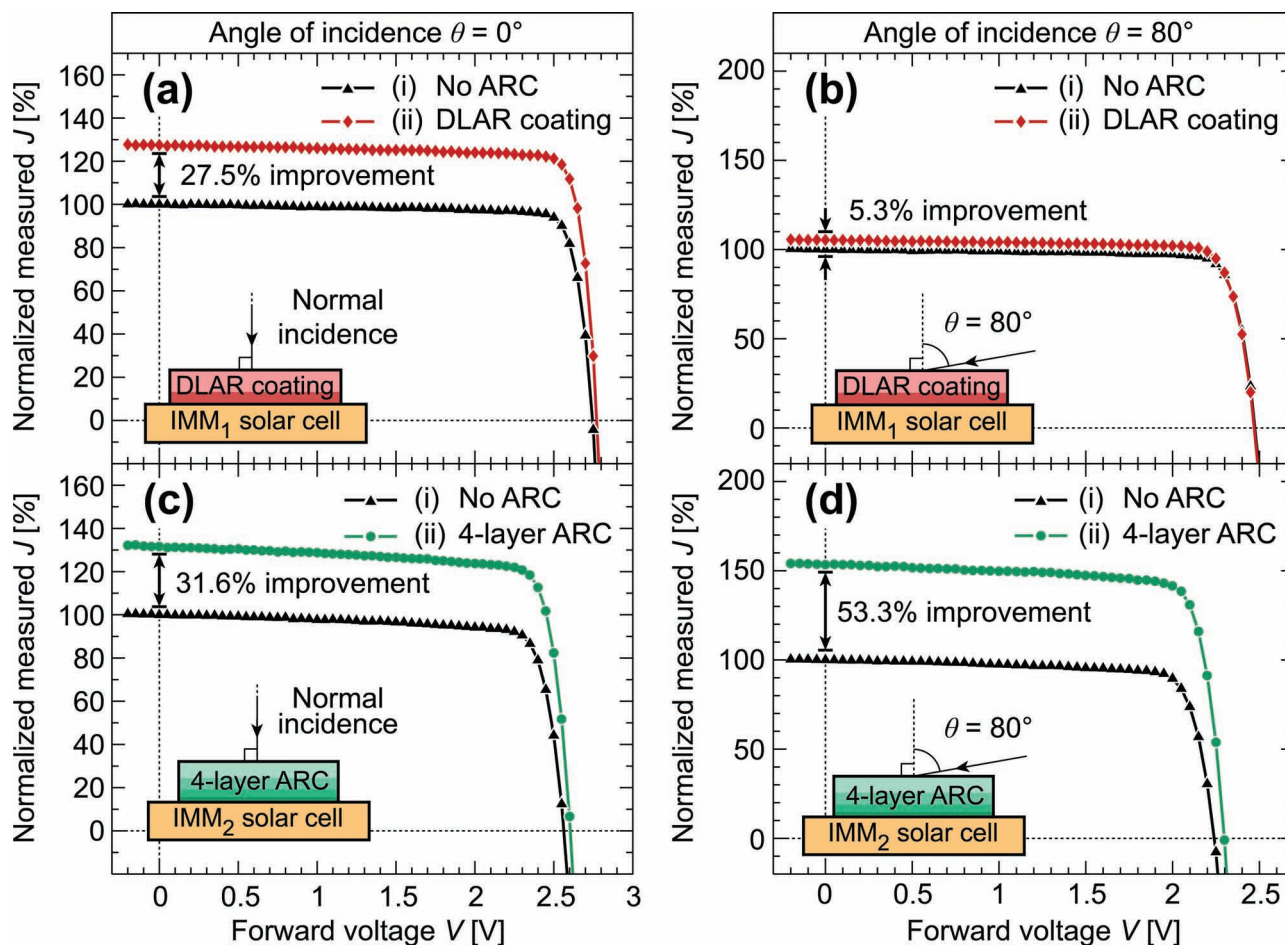 Angle of incidence θ = 0°
Angle of incidence θ = 80°
Normalized measured J [%]
160
140
120
100
80
60
40
20
0
(a)
(i) No ARC
(ii) DLAR coating
27.5% improvement
Normal
incidence
DLAR coating
IMM₁ solar cell
Normalized measured J [%]
200
150
100
50
0
(b)
(i) No ARC
(ii) DLAR coating
5.3% improvement
θ = 80°
DLAR coating
IMM₁ solar cell
Normalized measured J [%]
160
140
120
100
80
60
40
20
0
(c)
(i) No ARC
(ii) 4-layer ARC
31.6% improvement
Normal
incidence
4-layer ARC
IMM₂ solar cell
0 0.5 1 1.5 2 2.5 3
Forward voltage V [V]
Normalized measured J [%]
200
150
100
50
0
(d)
(i) No ARC
(ii) 4-layer ARC
53.3% improvement
θ = 80°
4-layer ARC
IMM₂ solar cell
0 0.5 1 1.5 2 2.5
Forward voltage V [V]